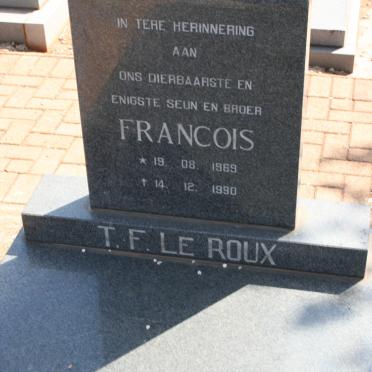 IN TERE HERINNERING
AAN
ONS DIERBAARSTE EN
ENIGSTE SEUN EN BROER
FRANCOIS
* 19. 08. 1969
† 14. 12. 1990
T. F. LE ROUX